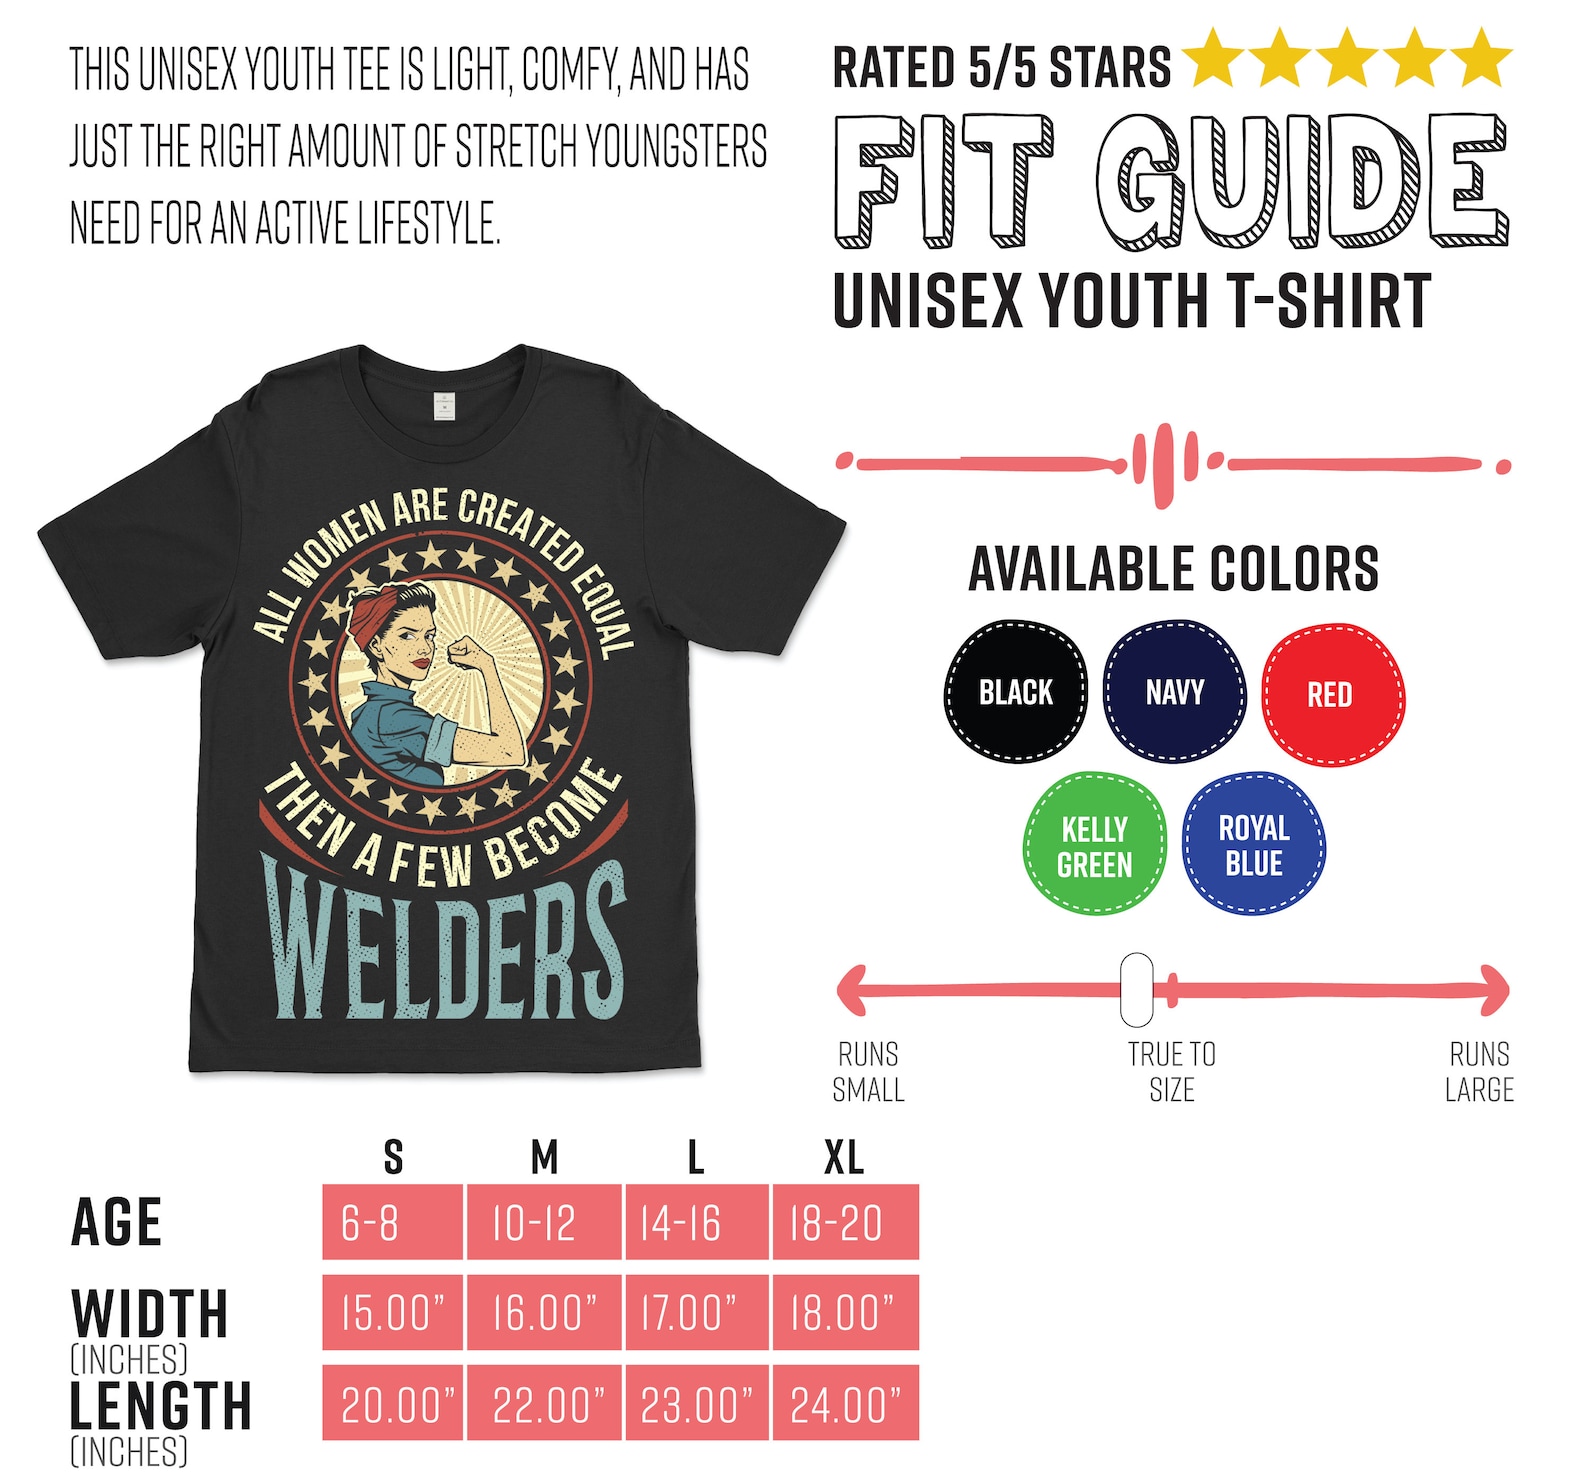 THIS UNISEX YOUTH TEE IS LIGHT, COMFY, AND HAS
JUST THE RIGHT AMOUNT OF STRETCH YOUNGSTERS
NEED FOR AN ACTIVE LIFESTYLE.
RATED 5/5 STARS
FIT GUIDE
UNISEX YOUTH T-SHIRT
ALL WOMEN ARE CREATED EQUAL
THEN A FEW BECOME
WELDERS
AVAILABLE COLORS
BLACK
NAVY
RED
KELLY
GREEN
ROYAL
BLUE
RUNS
SMALL
TRUE TO
SIZE
RUNS
LARGE
S M L XL
AGE 6-8 10-12 14-16 18-20
WIDTH 15.00” 16.00” 17.00” 18.00”
(INCHES)
LENGTH 20.00” 22.00” 23.00” 24.00”
(INCHES)